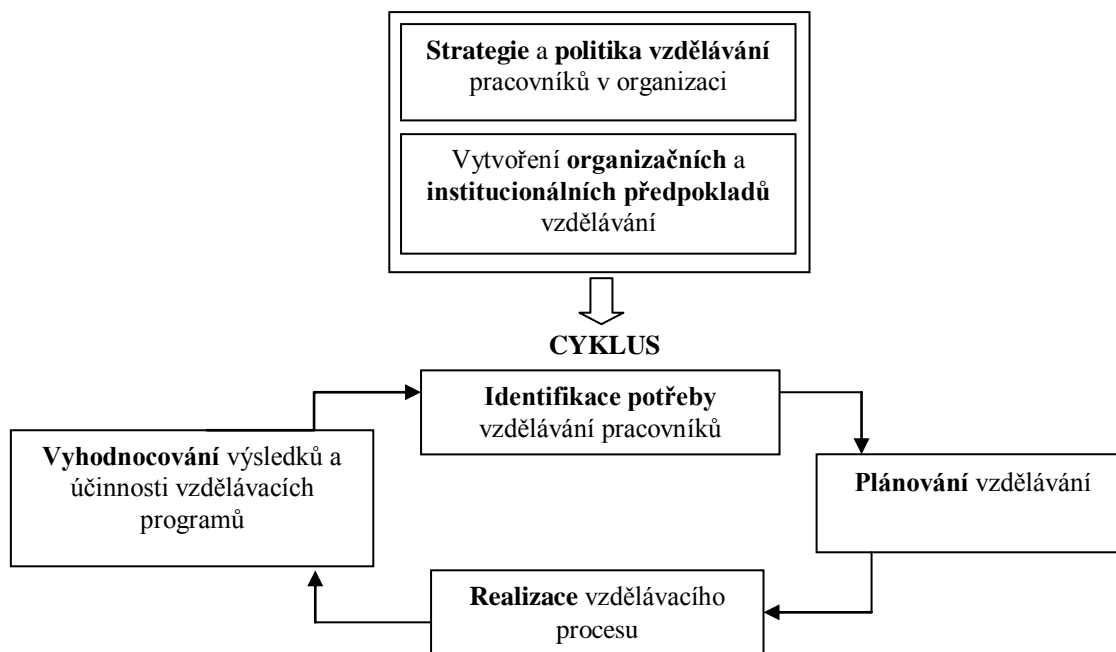 Strategie a politika vzdělávání
pracovníků v organizaci
Vytvoření organizačních a
institucionálních předpokladů
vzdělávání
CYKLUS
Identifikace potřeby
vzdělávání pracovníků
Plánování vzdělávání
Realizace vzdělávacího
procesu
Vyhodnocování výsledků a
účinnosti vzdělávacích
programů